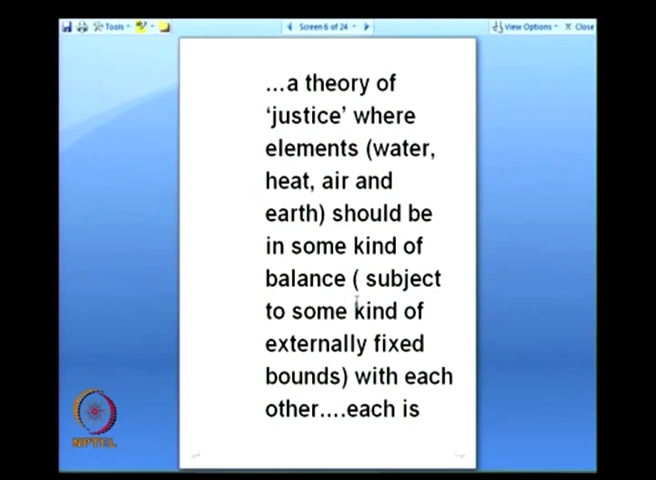 Tools
Screen 6 of 24
View Options
Close
...a theory of
‘justice’ where
elements (water,
heat, air and
earth) should be
in some kind of
balance ( subject
to some kind of
externally fixed
bounds) with each
other....each is
NPTEL